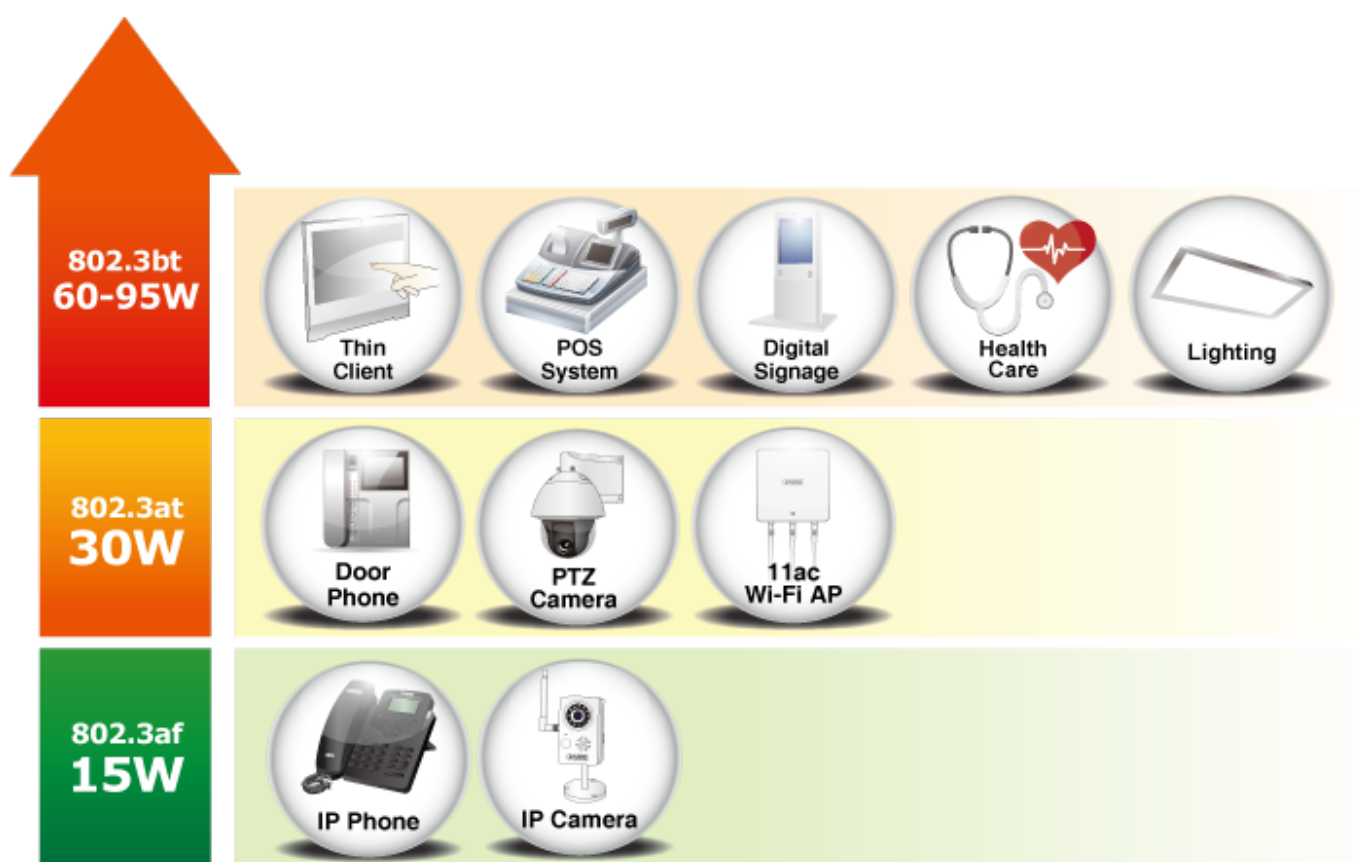 802.3bt
60-95W
Thin
Client
POS
System
Digital
Signage
Health
Care
Lighting
802.3at
30W
Door
Phone
PTZ
Camera
11ac
Wi-Fi AP
802.3af
15W
IP Phone
IP Camera